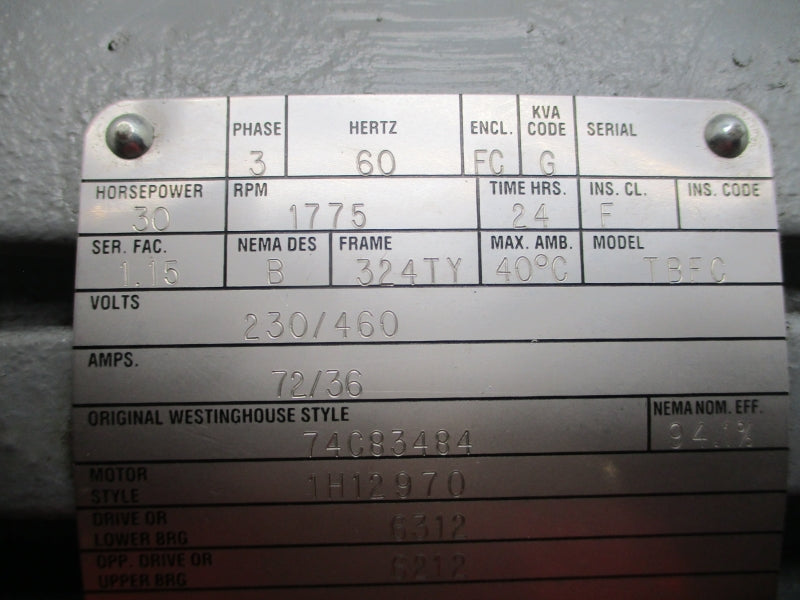 PHASE HERTZ ENCL. KVA CODE SERIAL
3 60 FC G
HORSEPOWER RPM TIME HRS. INS. CL. INS. CODE
30 1775 24 F
SER. FAC. NEMA DES FRAME MAX. AMB. MODEL
1.15 B 324TY 40°C TBFC
VOLTS
230/460
AMPS.
72/36
ORIGINAL WESTINGHOUSE STYLE NEMA NOM. EFF.
74C83484 94.1%
MOTOR STYLE 1H12970
DRIVE OR LOWER BRG 6312
OPP. DRIVE OR UPPER BRG 6212